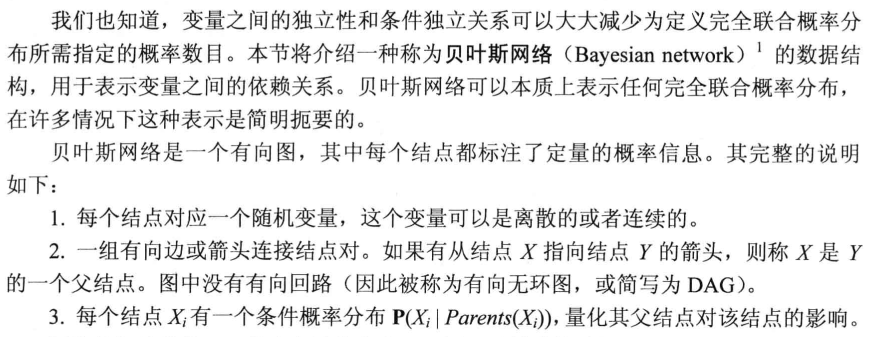 我们也知道，变量之间的独立性和条件独立关系可以大大减少为定义完全联合概率分
布所需指定的概率数目。本节将介绍一种称为贝叶斯网络（Bayesian network）1 的数据结
构，用于表示变量之间的依赖关系。贝叶斯网络可以本质上表示任何完全联合概率分布，
在许多情况下这种表示是简明扼要的。
贝叶斯网络是一个有向图，其中每个结点都标注了定量的概率信息。其完整的说明
如下：
1. 每个结点对应一个随机变量，这个变量可以是离散的或者连续的。
2. 一组有向边或箭头连接结点对。如果有从结点 X 指向结点 Y 的箭头，则称 X 是 Y
的一个父结点。图中没有有向回路（因此被称为有向无环图，或简写为 DAG）。
3. 每个结点 Xi 有一个条件概率分布 P(Xi | Parents(Xi))，量化其父结点对该结点的影响。